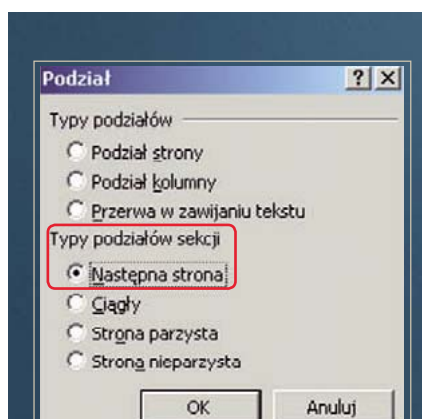 Podział
Typy podziałów
Podział strony
Podział kolumny
Przerwa w zawijaniu tekstu
Typy podziałów sekcji
Następna strona
Ciągły
Strona parzysta
Strona nieparzysta
OK Anuluj